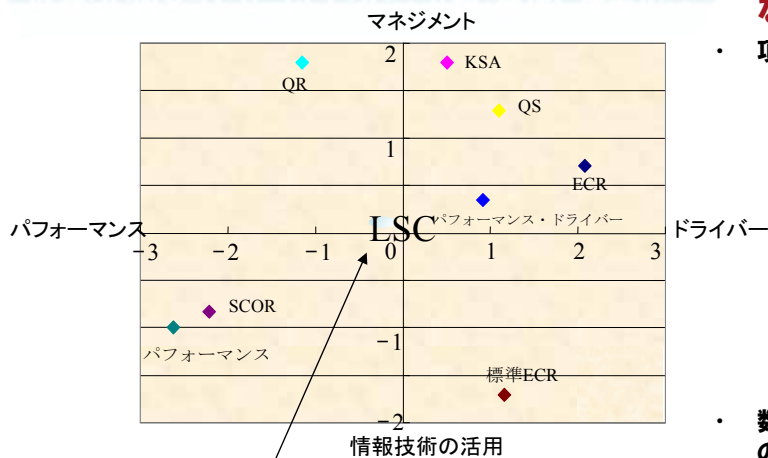 マネジメント
・
2
KSA
QR
QS
1
ECR
パフォーマンス・ドライバー
LSC
パフォーマンス
ドライバー
-3
-2
-1
0
1
2
3
SCOR
-1
パフォーマンス
標準ECR
-2
・ 数
情報技術の活用